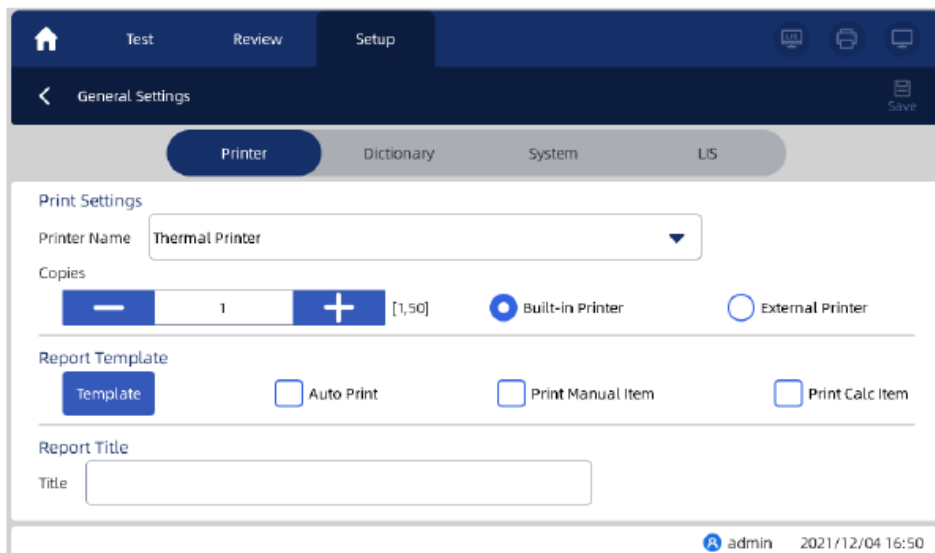 Test Review Setup LIS
General Settings Save
Printer Dictionary System LIS
Print Settings
Printer Name Thermal Printer
Copies
1 [1,50] Built-in Printer External Printer
Report Template
Template Auto Print Print Manual Item Print Calc Item
Report Title
Title
admin 2021/12/04 16:50